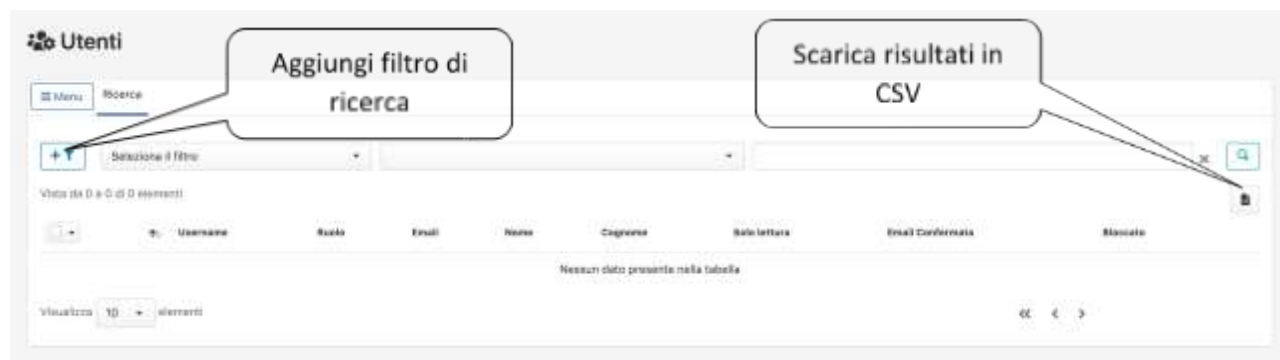 Utenti
Aggiungi filtro di
ricerca
Scarica risultati in
CSV
Menu Ricerca
Seleziona il filtro
Vista da 0 a 0 di 0 elementi
Username Ruolo Email Nome Cognome Sola lettura Email Confermata Bloccato
Nessun dato presente nella tabella
Visualizza 10 elementi